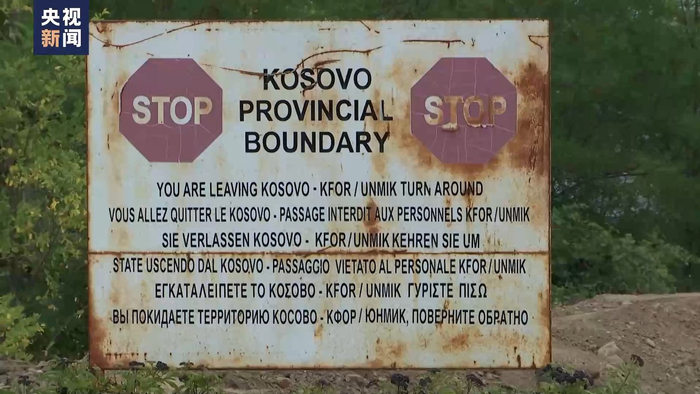 央视
新闻
KOSOVO
STOP PROVINCIAL STOP
BOUNDARY
YOU ARE LEAVING KOSOVO - KFOR / UNMIK TURN AROUND
VOUS ALLEZ QUITTER LE KOSOVO - PASSAGE INTERDIT AUX PERSONNELS KFOR / UNMIK
SIE VERLASSEN KOSOVO - KFOR / UNMIK KEHREN SIE UM
STATE USCENDO DAL KOSOVO - PASSAGGIO VIETATO AL PERSONALE KFOR / UNMIK
ΕΓΚΑΤΑΛΕΙΠΕΤΕ ΤΟ ΚΟΣΟΒΟ - KFOR / UNMIK ΓΥΡΙΣΤΕ ΠΙΣΩ
ВЫ ПОКИДАЕТЕ ТЕРРИТОРИЮ КОСОВО - КФОР / ЮНМИК, ПОВЕРНИТЕ ОБРАТНО